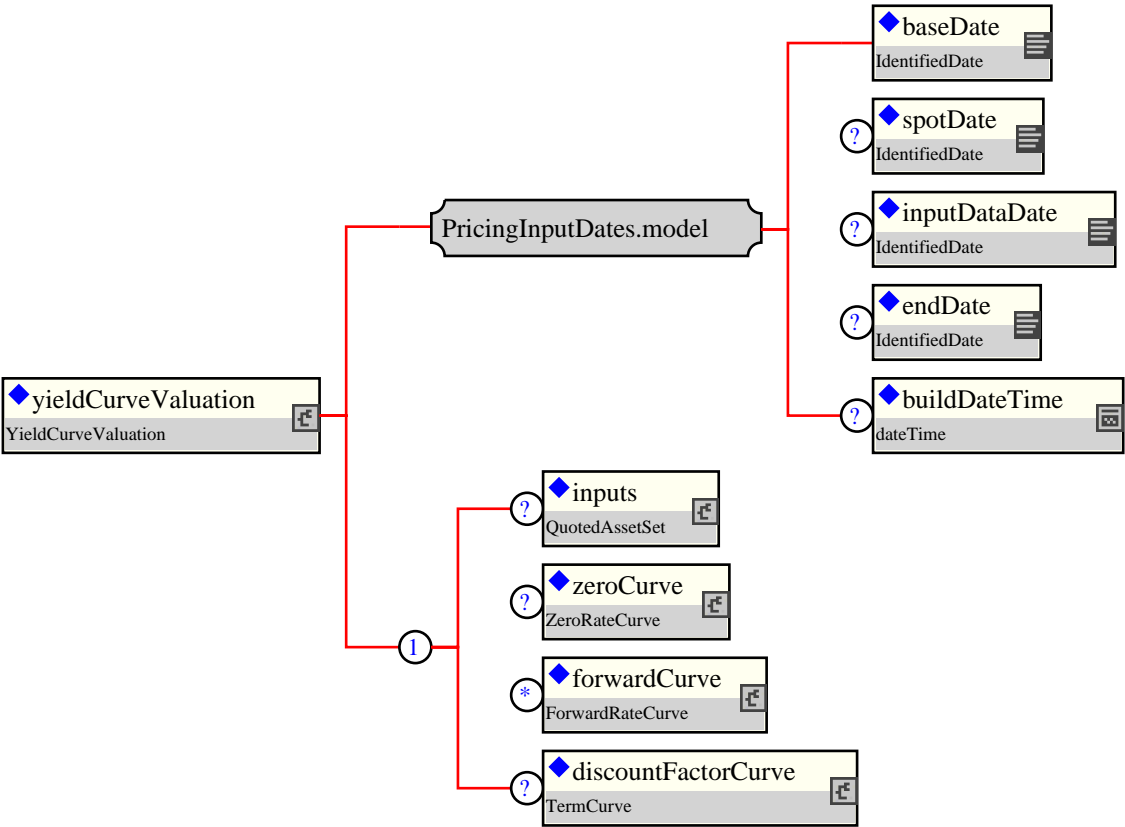 baseDate
IdentifiedDate
?
spotDate
IdentifiedDate
?
inputDataDate
IdentifiedDate
PricingInputDates.model
?
endDate
IdentifiedDate
yieldCurveValuation
YieldCurveValuation
?
buildDateTime
dateTime
?
inputs
QuotedAssetSet
?
zeroCurve
ZeroRateCurve
1
*
forwardCurve
ForwardRateCurve
?
discountFactorCurve
TermCurve